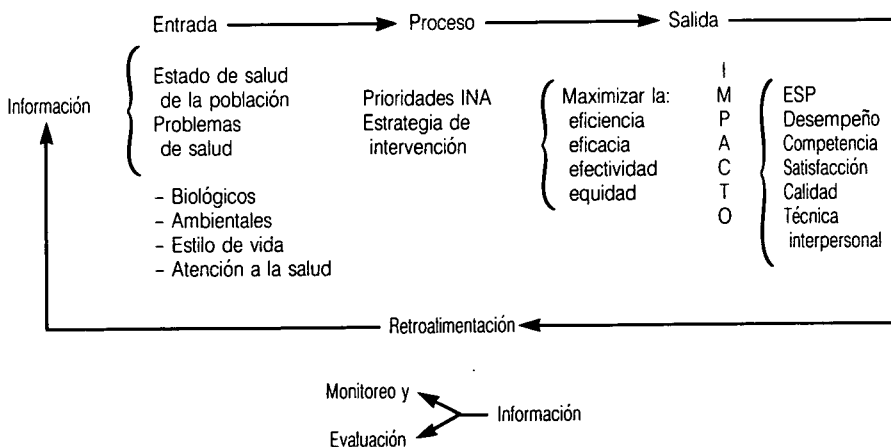 Entrada
Proceso
Salida
Información
Estado de salud
de la población
Problemas
de salud
- Biológicos
- Ambientales
- Estilo de vida
- Atención a la salud
Prioridades INA
Estrategia de
intervención
Maximizar la:
eficiencia
eficacia
efectividad
equidad
I
M
P
A
C
T
O
ESP
Desempeño
Competencia
Satisfacción
Calidad
Técnica
interpersonal
Retroalimentación
Monitoreo y
Información
Evaluación